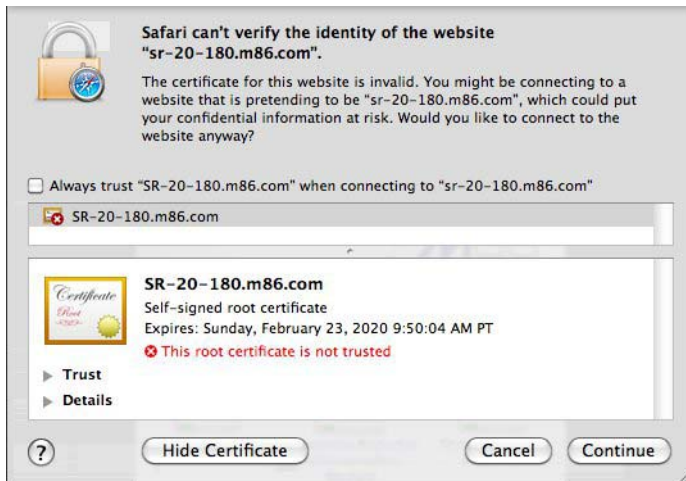 Safari can't verify the identity of the website
“sr-20-180.m86.com”.
The certificate for this website is invalid. You might be connecting to a
website that is pretending to be “sr-20-180.m86.com”, which could put
your confidential information at risk. Would you like to connect to the
website anyway?
Always trust “SR-20-180.m86.com” when connecting to “sr-20-180.m86.com”
SR-20-180.m86.com
Certificate
Root
SR-20-180.m86.com
Self-signed root certificate
Expires: Sunday, February 23, 2020 9:50:04 AM PT
This root certificate is not trusted
Trust
Details
?
Hide Certificate
Cancel
Continue